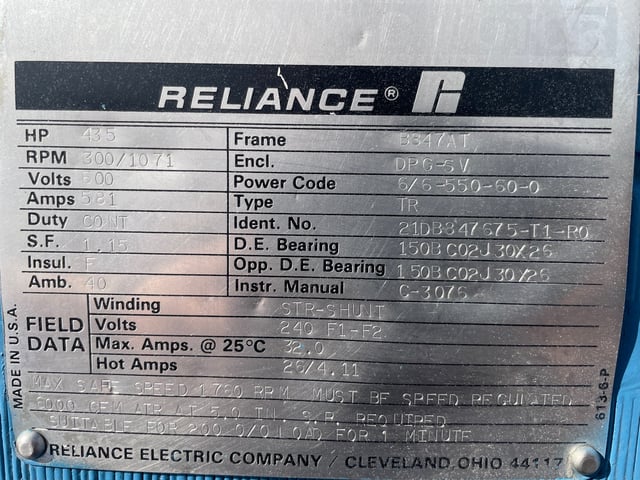 RELIANCE®
HP 435 Frame B847AT
RPM 300/1071 Encl. DPG-SV
Volts 500 Power Code 6/6-550-60-0
Amps 581 Type TR
Duty CONT Ident. No. 21DB847675-T1-R0
S.F. 1.15 D.E. Bearing 150BC02J30X26
Insul. F Opp. D.E. Bearing 150BC02J30X26
Amb. 40 Instr. Manual C-3076
FIELD DATA
Winding STR-SHUNT
Volts 240 F1-F2
Max. Amps. @ 25°C 32.0
Hot Amps 26/4.11
MAX SAFE SPEED 1760 RPM MUST BE SPEED REGULATED
6000 CFM AIR AT 5.0 IN. S.P. REQUIRED
SUITABLE FOR 200.0/0 LOAD FOR 1 MINUTE
RELIANCE ELECTRIC COMPANY / CLEVELAND OHIO 44117
MADE IN U.S.A.
613-6-P